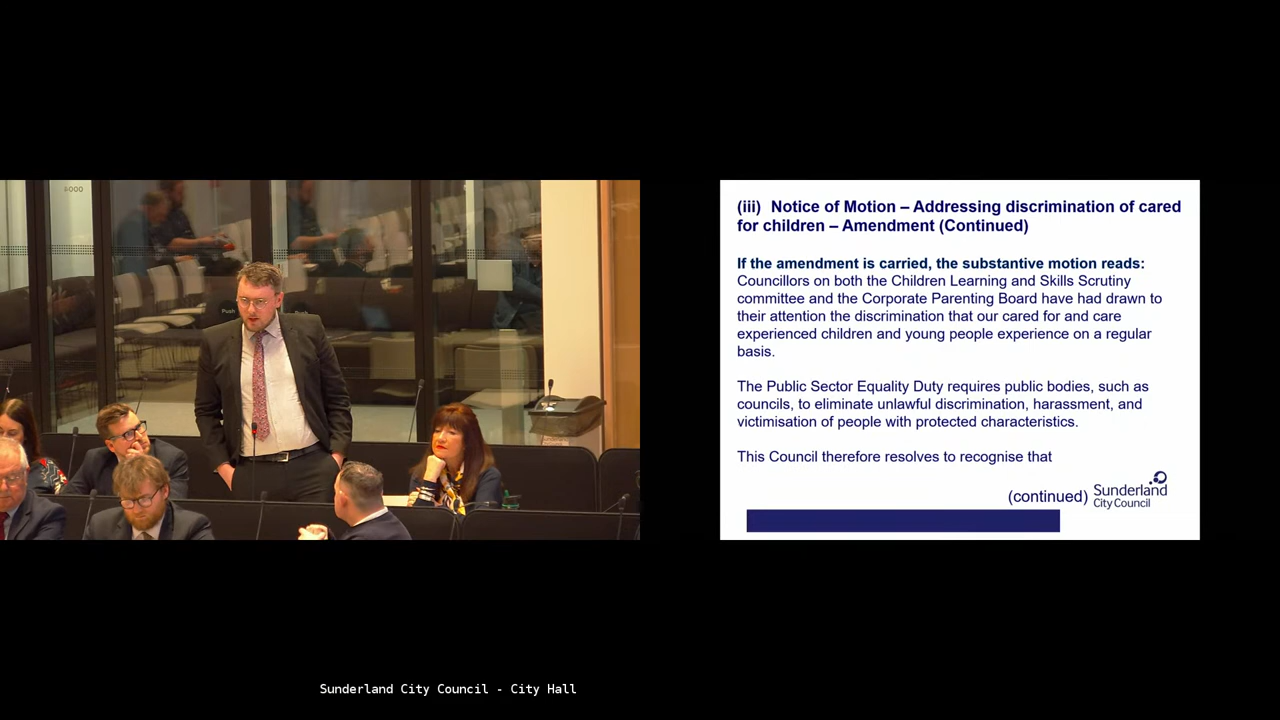 0004
Push
(iii) Notice of Motion – Addressing discrimination of cared
for children – Amendment (Continued)
If the amendment is carried, the substantive motion reads:
Councillors on both the Children Learning and Skills Scrutiny
committee and the Corporate Parenting Board have had drawn to
their attention the discrimination that our cared for and care
experienced children and young people experience on a regular
basis.
The Public Sector Equality Duty requires public bodies, such as
councils, to eliminate unlawful discrimination, harassment, and
victimisation of people with protected characteristics.
This Council therefore resolves to recognise that
(continued)
Sunderland
City Council
Sunderland City Council - City Hall